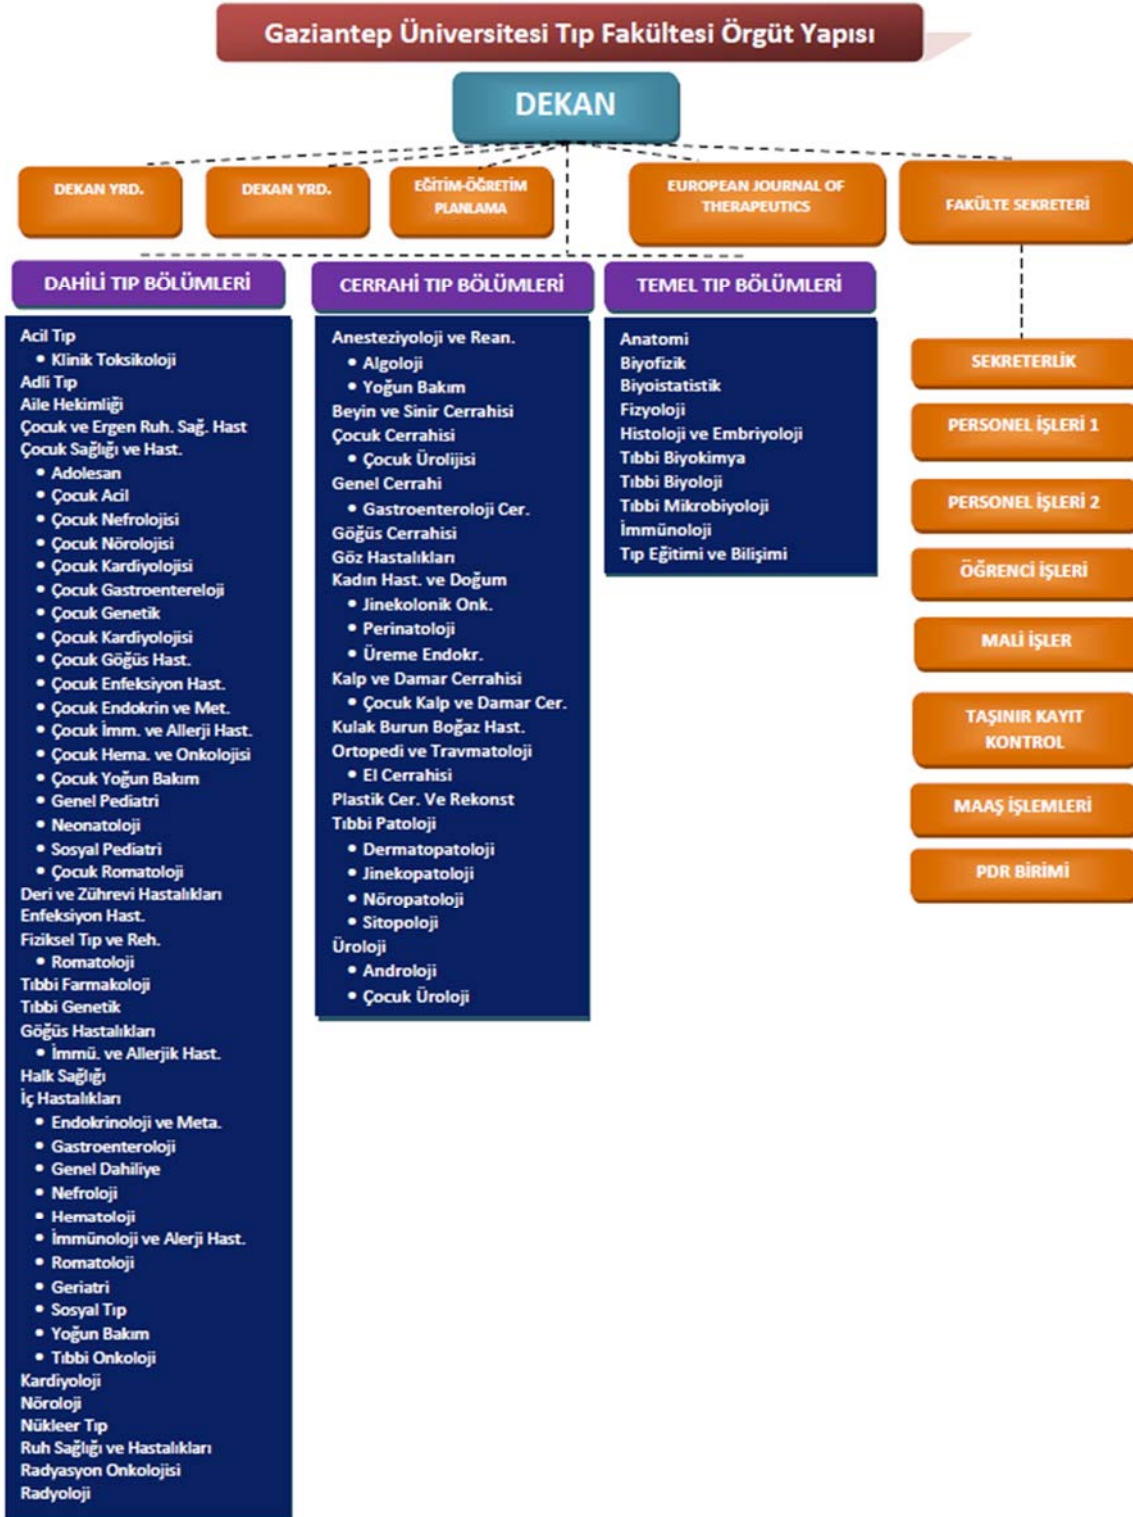 Gaziantep Üniversitesi Tıp Fakültesi Örgüt Yapısı
DEKAN
DEKAN YRD.
DEKAN YRD.
EĞİTİM-ÖĞRETİM
PLANLAMA
EUROPEAN JOURNAL OF
THERAPEUTICS
FAKÜLTE SEKRETERİ
DAHİLİ TIP BÖLÜMLERİ
Acil Tıp
• Klinik Toksikoloji
Adli Tıp
Aile Hekimliği
Çocuk ve Ergen Ruh. Sağ. Hast
Çocuk Sağlığı ve Hast.
• Adolesan
• Çocuk Acil
• Çocuk Nefrolojisi
• Çocuk Nörolojisi
• Çocuk Kardiyolojisi
• Çocuk Gastroentereloji
• Çocuk Genetik
• Çocuk Kardiyolojisi
• Çocuk Göğüs Hast.
• Çocuk Enfeksiyon Hast.
• Çocuk Endokrin ve Met.
• Çocuk İmm. ve Allerji Hast.
• Çocuk Hema. ve Onkolojisi
• Çocuk Yoğun Bakım
• Genel Pediatri
• Neonatoloji
• Sosyal Pediatri
• Çocuk Romatoloji
Deri ve Zührevi Hastalıkları
Enfeksiyon Hast.
Fiziksel Tıp ve Reh.
• Romatoloji
Tıbbi Farmakoloji
Tıbbi Genetik
Göğüs Hastalıkları
• İmmü. ve Allerjik Hast.
Halk Sağlığı
İç Hastalıkları
• Endokrinoloji ve Meta.
• Gastroenteroloji
• Genel Dahiliye
• Nefroloji
• Hematoloji
• İmmünoloji ve Alerji Hast.
• Romatoloji
• Geriatri
• Sosyal Tıp
• Yoğun Bakım
• Tıbbi Onkoloji
Kardiyoloji
Nöroloji
Nükleer Tıp
Ruh Sağlığı ve Hastalıkları
Radyasyon Onkolojisi
Radyoloji
CERRAHİ TIP BÖLÜMLERİ
Anesteziyoloji ve Rean.
• Algoloji
• Yoğun Bakım
Beyin ve Sinir Cerrahisi
Çocuk Cerrahisi
• Çocuk Ürolijisi
Genel Cerrahi
• Gastroenteroloji Cer.
Göğüs Cerrahisi
Göz Hastalıkları
Kadın Hast. ve Doğum
• Jinekolonik Onk.
• Perinatoloji
• Üreme Endokr.
Kalp ve Damar Cerrahisi
• Çocuk Kalp ve Damar Cer.
Kulak Burun Boğaz Hast.
Ortopedi ve Travmatoloji
• El Cerrahisi
Plastik Cer. Ve Rekonst
Tıbbi Patoloji
• Dermatopatoloji
• Jinekopatoloji
• Nöropatoloji
• Sitopoloji
Üroloji
• Androloji
• Çocuk Üroloji
TEMEL TIP BÖLÜMLERİ
Anatomi
Biyofizik
Biyoistatistik
Fizyoloji
Histoloji ve Embriyoloji
Tıbbi Biyokimya
Tıbbi Biyoloji
Tıbbi Mikrobiyoloji
İmmünoloji
Tıp Eğitimi ve Bilişimi
SEKRETERLİK
PERSONEL İŞLERİ 1
PERSONEL İŞLERİ 2
ÖĞRENCİ İŞLERİ
MALİ İŞLER
TAŞINIR KAYIT
KONTROL
MAAŞ İŞLEMLERİ
PDR BİRİMİ